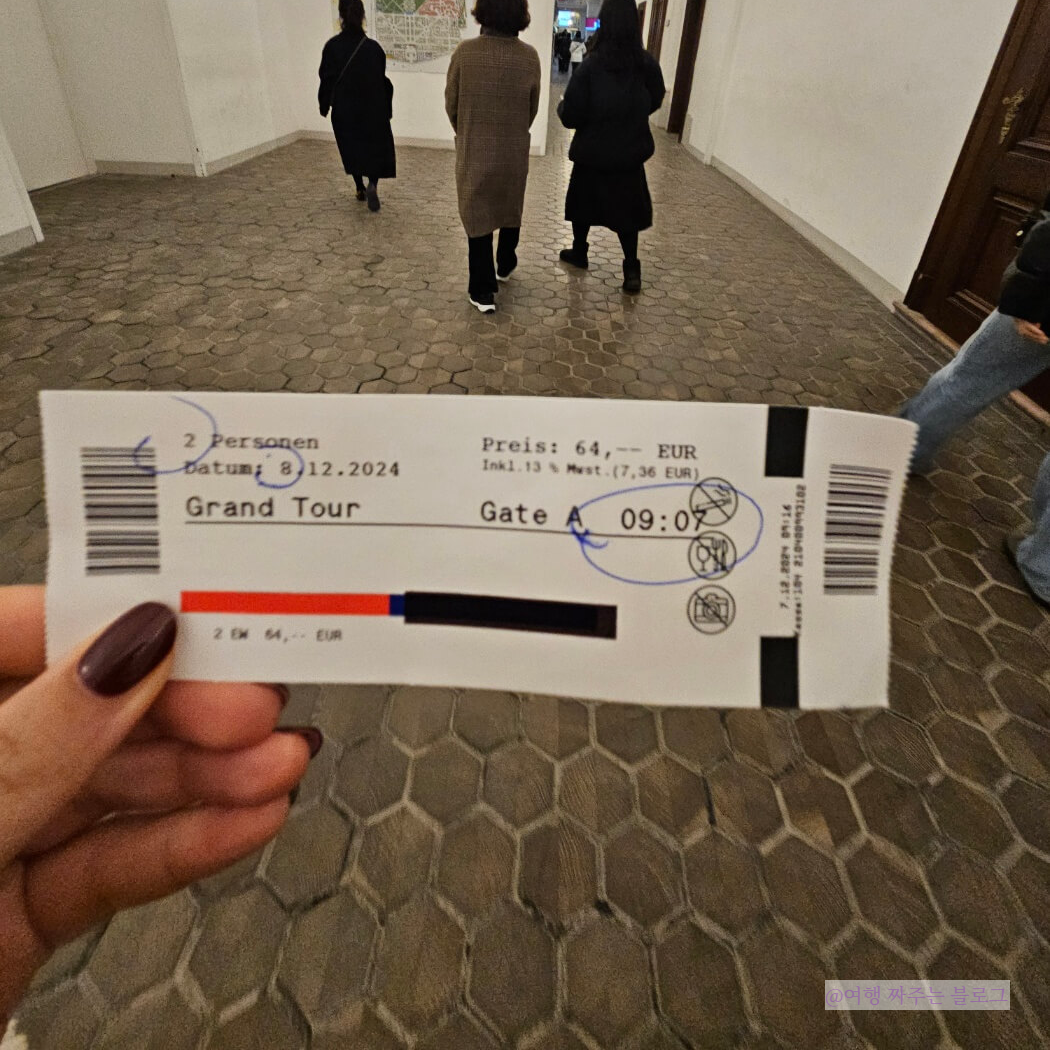 2 Personen
Datum: 8.12.2024
Grand Tour
Preis: 64,-- EUR
Inkl.13 % Mwst.(7,36 EUR)
Gate A 09:07
2 EW 64,-- EUR
7.12.2024 09:16
@여행 짜주는 블로그